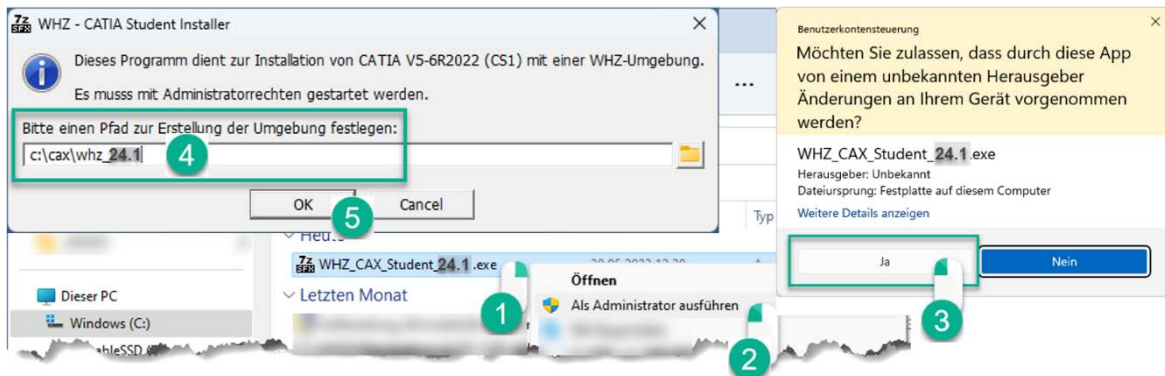 WHZ - CATIA Student Installer
Dieses Programm dient zur Installation von CATIA V5-6R2022 (CS1) mit einer WHZ-Umgebung.
Es musss mit Administratorrechten gestartet werden.
Bitte einen Pfad zur Erstellung der Umgebung festlegen:
c:\cax\whz_24.1
4
OK
5
Cancel
...
Typ
Heute
7z SFX WHZ_CAX_Student_24.1.exe
1
Öffnen
Als Administrator ausführen
2
Letzten Monat
Dieser PC
Windows (C:)
Benutzerkontensteuerung
Möchten Sie zulassen, dass durch diese App
von einem unbekannten Herausgeber
Änderungen an Ihrem Gerät vorgenommen
werden?
WHZ_CAX_Student_24.1.exe
Herausgeber: Unbekannt
Dateiursprung: Festplatte auf diesem Computer
Weitere Details anzeigen
Ja
Nein
3